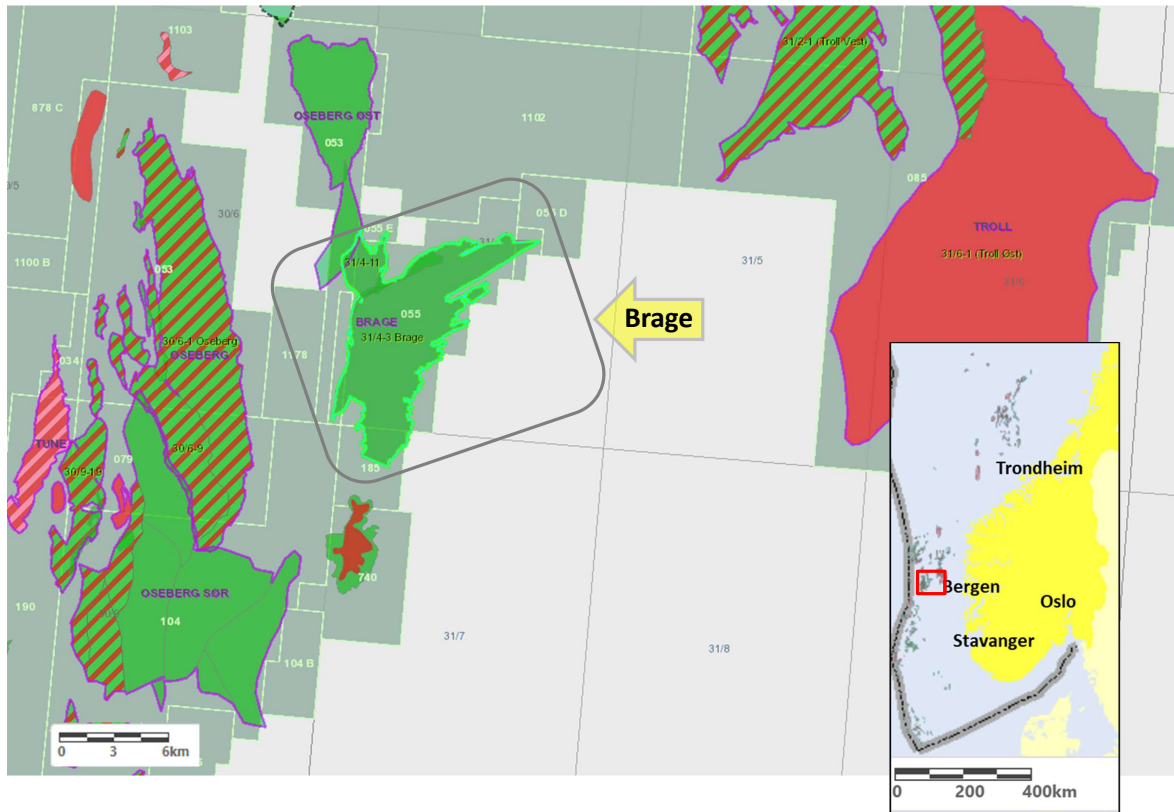 1103
878 C
OSEBERG ØST
053
1102
31/2-1 (Troll Vest)
085
30/6
055 E
31/4-11
TROLL
31/6-1 (Troll Øst)
31/6
31/5
1100 B
053
BRAGE
055
31/4-3 Brage
Brage
30/6-1 Oseberg
OSEBERG
1178
TUNE
30/6-9
079
30/9-19
185
740
OSEBERG SØR
104
190
104 B
31/7
31/8
0 3 6km
Trondheim
Bergen
Oslo
Stavanger
0 200 400km